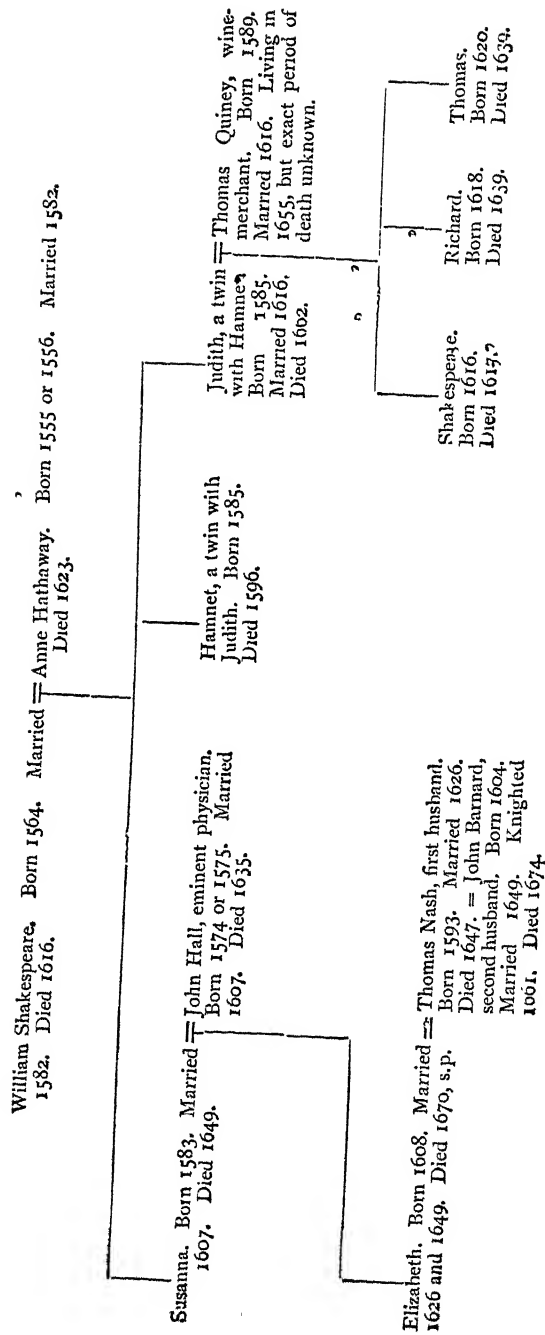 William Shakespeare. Born 1564. Married
1582. Died 1616.
Anne Hathaway. Born 1555 or 1556. Married 1582.
Died 1623.
Susanna. Born 1583. Married
1607. Died 1649.
John Hall, eminent physician.
Born 1574 or 1575. Married
1607. Died 1635.
Hamnet, a twin with
Judith. Born 1585.
Died 1596.
Judith, a twin
with Hamnet
Born 1585.
Married 1616.
Died 1602.
Thomas Quiney, wine-
merchant. Born 1589.
Married 1616. Living in
1655, but exact period of
death unknown.
Elizabeth. Born 1608. Married
1626 and 1649. Died 1670, s.p.
Thomas Nash, first husband.
Born 1593. Married 1626.
Died 1647. = John Barnard,
second husband. Born 1604.
Married 1649. Knighted
1661. Died 1674.
Shakespeare.
Born 1616.
Died 1617.
Richard.
Born 1618.
Died 1639.
Thomas.
Born 1620.
Died 1639.